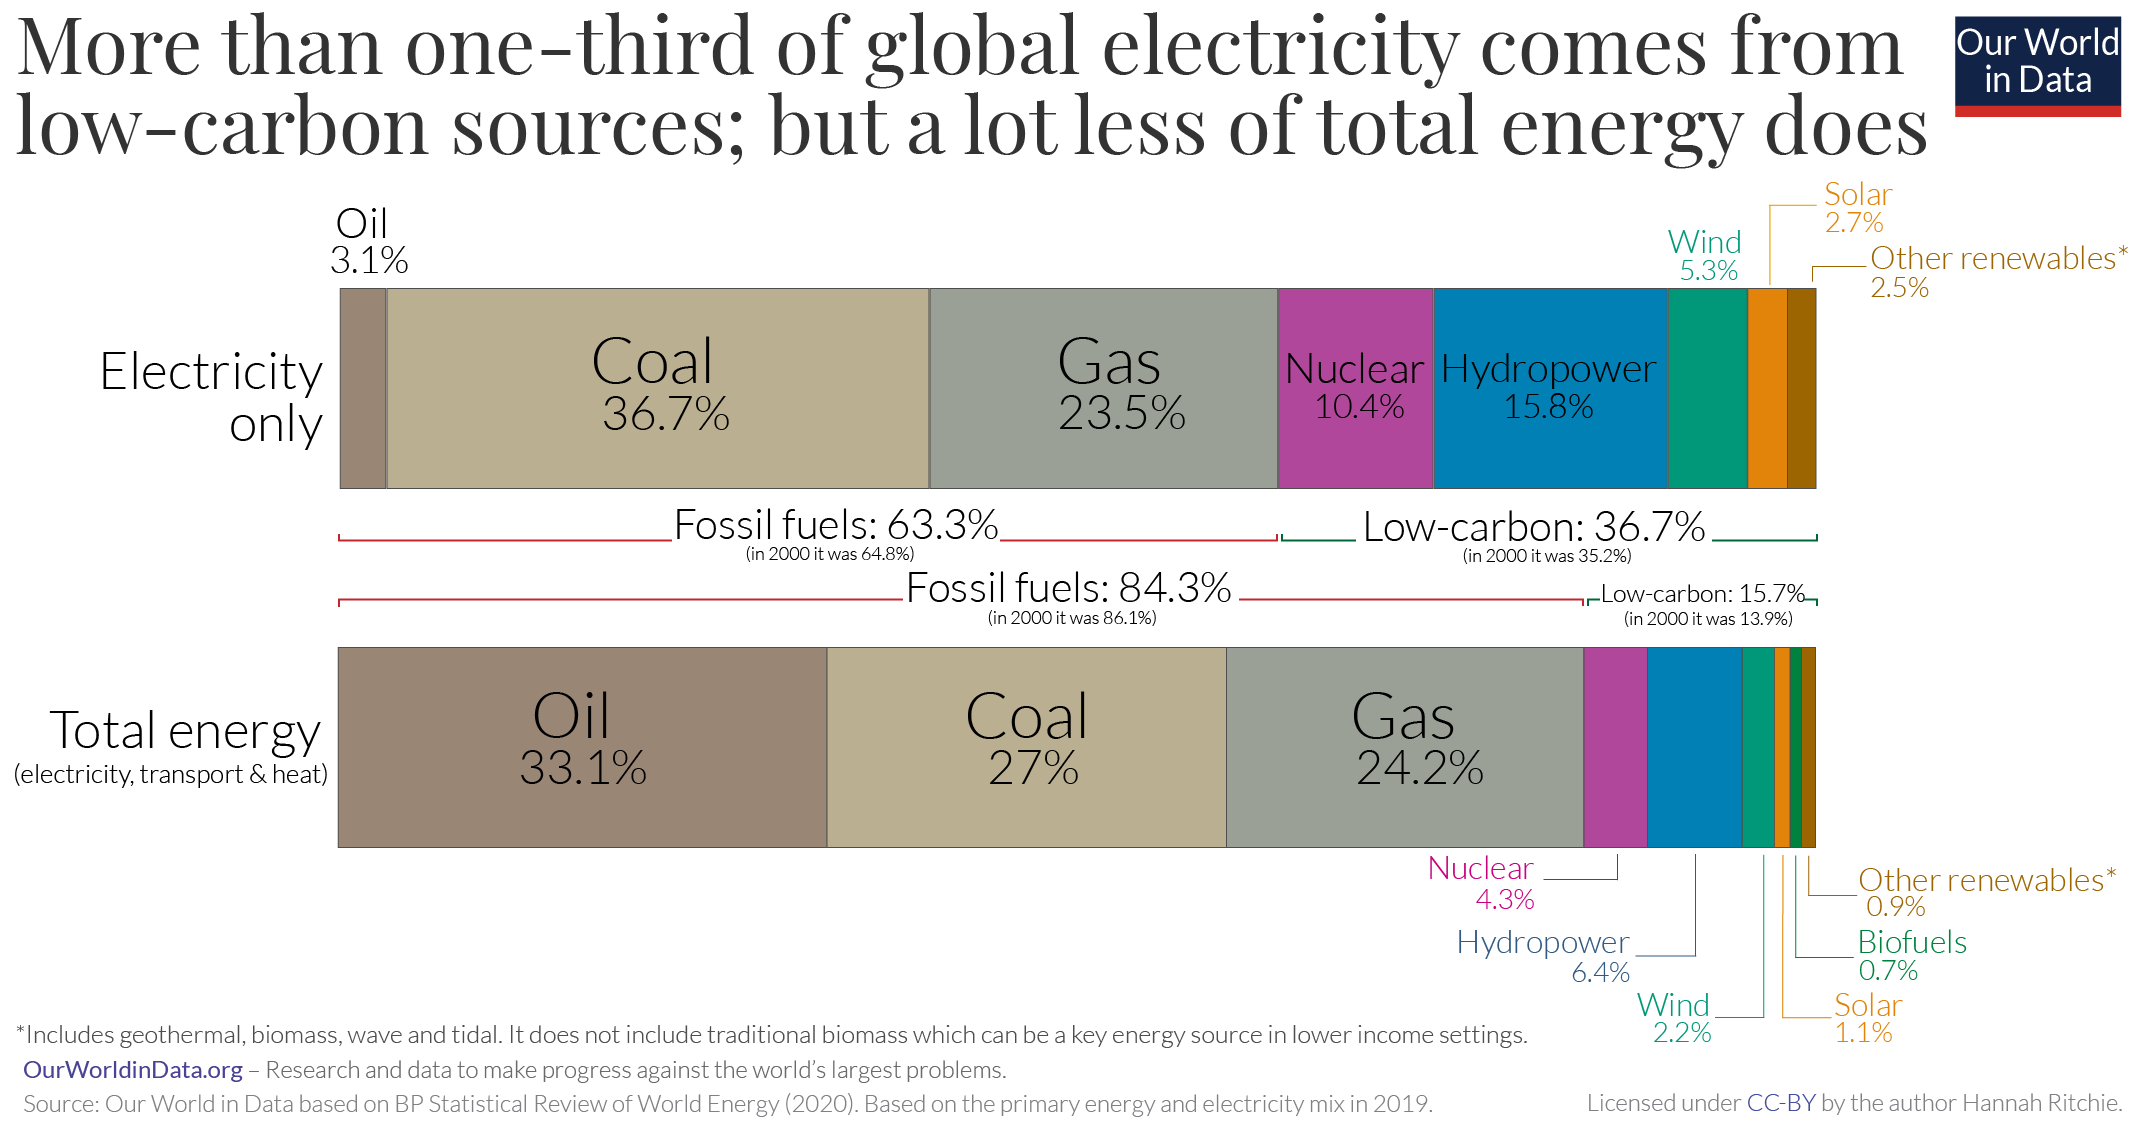 More than one-third of global electricity comes from
low-carbon sources; but a lot less of total energy does
Our World
in Data
Solar
2.7%
Oil
3.1%
Wind
5.3%
Other renewables*
2.5%
Electricity
only
Coal
36.7%
Gas
23.5%
Nuclear
10.4%
Hydropower
15.8%
Fossil fuels: 63.3%
(in 2000 it was 64.8%)
Low-carbon: 36.7%
(in 2000 it was 35.2%)
Fossil fuels: 84.3%
(in 2000 it was 86.1%)
Low-carbon: 15.7%
(in 2000 it was 13.9%)
Total energy
(electricity, transport & heat)
Oil
33.1%
Coal
27%
Gas
24.2%
Nuclear
4.3%
Hydropower
6.4%
Wind
2.2%
Other renewables*
0.9%
Biofuels
0.7%
Solar
1.1%
*Includes geothermal, biomass, wave and tidal. It does not include traditional biomass which can be a key energy source in lower income settings.
OurWorldinData.org – Research and data to make progress against the world's largest problems.
Source: Our World in Data based on BP Statistical Review of World Energy (2020). Based on the primary energy and electricity mix in 2019.
Licensed under CC-BY by the author Hannah Ritchie.